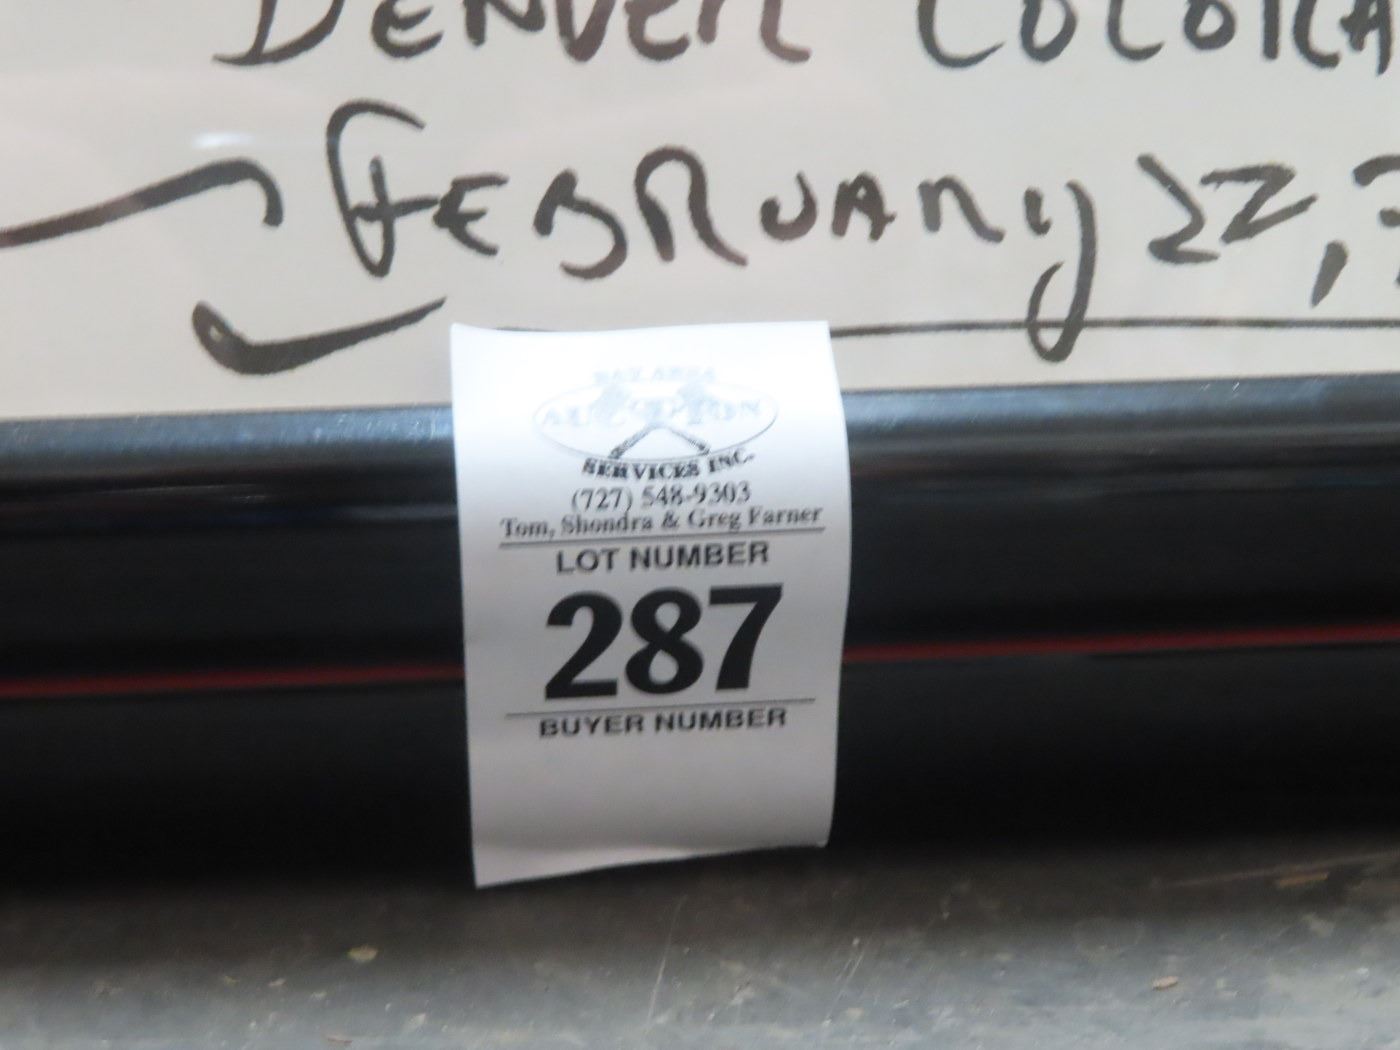 DENVER COLORA
FEBRUARY 22,
BAY AREA
AUCTION
SERVICES INC.
(727) 548-9303
Tom, Shondra & Greg Farner
LOT NUMBER
287
BUYER NUMBER